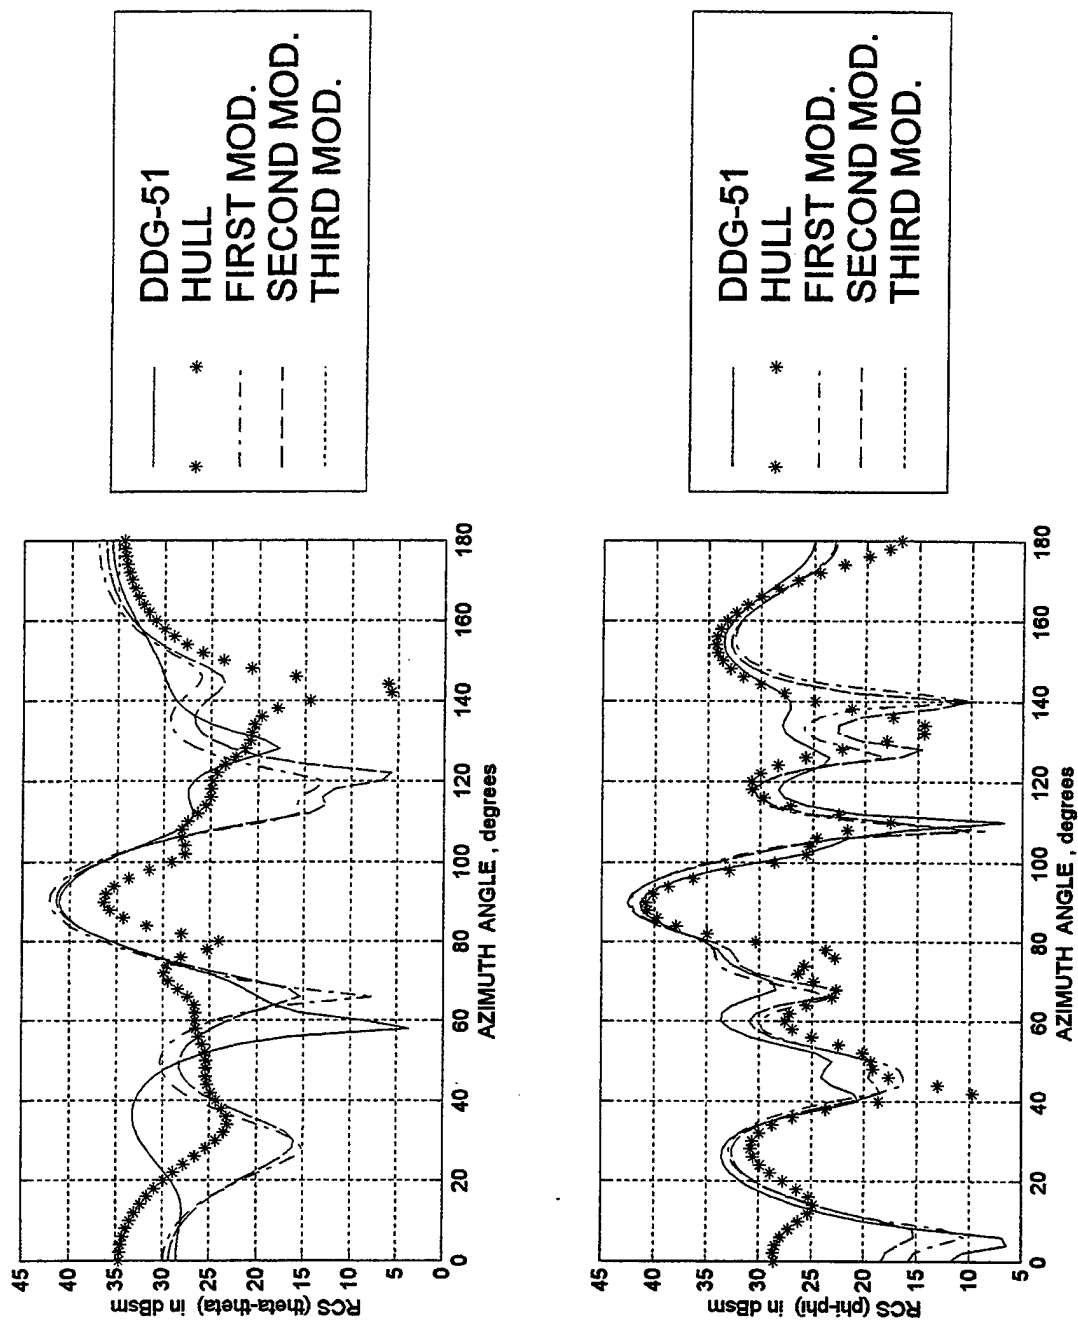 RCS (theta-theta) in dBsm
45
40
35
30
25
20
15
10
5
0
0
20
40
60
80
100
120
140
160
180
AZIMUTH ANGLE , degrees
DDG-51
HULL
FIRST MOD.
SECOND MOD.
THIRD MOD.
RCS (phi-phi) in dBsm
45
40
35
30
25
20
15
10
5
0
20
40
60
80
100
120
140
160
180
AZIMUTH ANGLE , degrees
DDG-51
HULL
FIRST MOD.
SECOND MOD.
THIRD MOD.